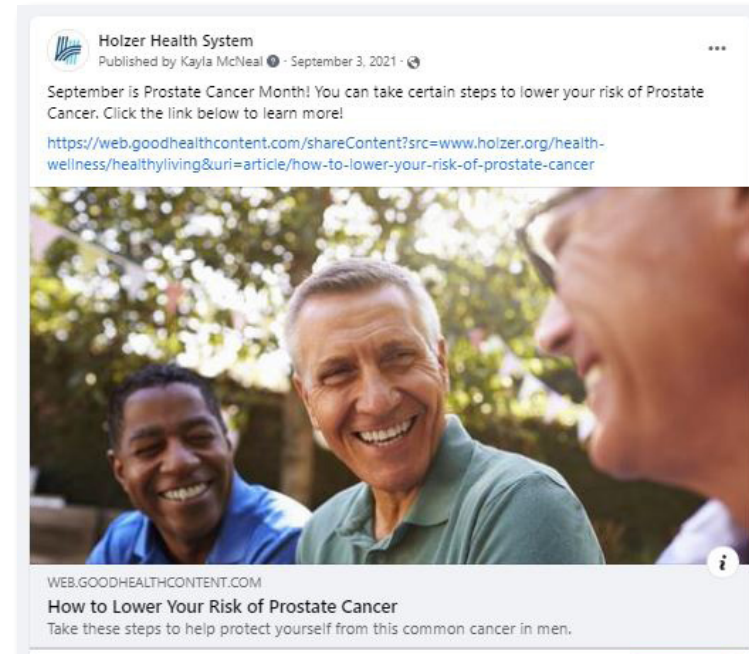 Holzer Health System
Published by Kayla McNeal · September 3, 2021 ·
September is Prostate Cancer Month! You can take certain steps to lower your risk of Prostate
Cancer. Click the link below to learn more!
https://web.goodhealthcontent.com/shareContent?src=www.holzer.org/health-
wellness/healthyliving&uri=article/how-to-lower-your-risk-of-prostate-cancer
WEB.GOODHEALTHCONTENT.COM
How to Lower Your Risk of Prostate Cancer
Take these steps to help protect yourself from this common cancer in men.